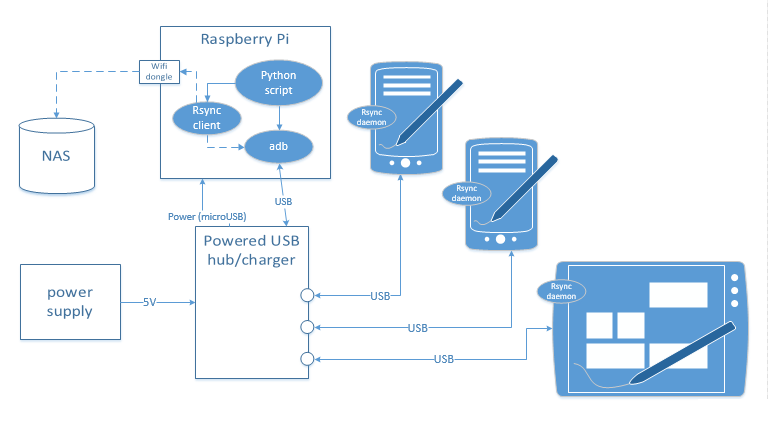 Raspberry Pi
Wifi
dongle
Python
script
Rsync
client
adb
NAS
Rsync
daemon
Rsync
daemon
Power (microUSB)
USB
Powered USB
hub/charger
power
supply
5V
USB
USB
USB
Rsync
daemon